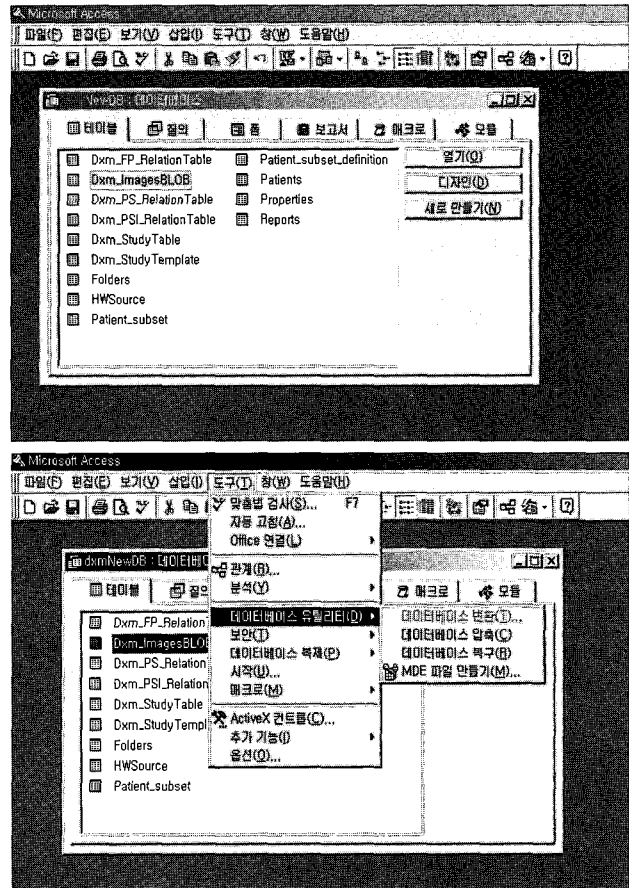 Microsoft Access
파일(F) 편집(E) 보기(V) 삽입(I) 도구(T) 창(W) 도움말(H)
NewDB : 데이터베이스
테이블 질의 폼 보고서 매크로 모듈
Dxm_FP_RelationTable
Dxm_ImagesBLOB
Dxm_PS_RelationTable
Dxm_PSI_RelationTable
Dxm_StudyTable
Dxm_StudyTemplate
Folders
HWSource
Patient_subset
Patient_subset_definition
Patients
Properties
Reports
열기(O)
디자인(D)
새로 만들기(N)
Microsoft Access
파일(F) 편집(E) 보기(V) 삽입(I) 도구(T) 창(W) 도움말(H)
맞춤법 검사(S)... F7
자동 고침(A)...
Office 연결(L)
관계(R)...
분석(Y)
데이터베이스 유틸리티(D)
보안(T)
데이터베이스 복제(P)
시작(U)...
매크로(M)
ActiveX 컨트롤(C)...
추가 기능(I)
옵션(O)...
데이터베이스 변환(T)...
데이터베이스 압축(C)
데이터베이스 복구(R)
MDE 파일 만들기(M)...
dxmNewDB : 데이터베
테이블 질의 매크로 모듈
Dxm_FP_Relation
Dxm_ImagesBLO
Dxm_PS_Relation
Dxm_PSI_Relation
Dxm_StudyTable
Dxm_StudyTempl
Folders
HWSource
Patient_subset